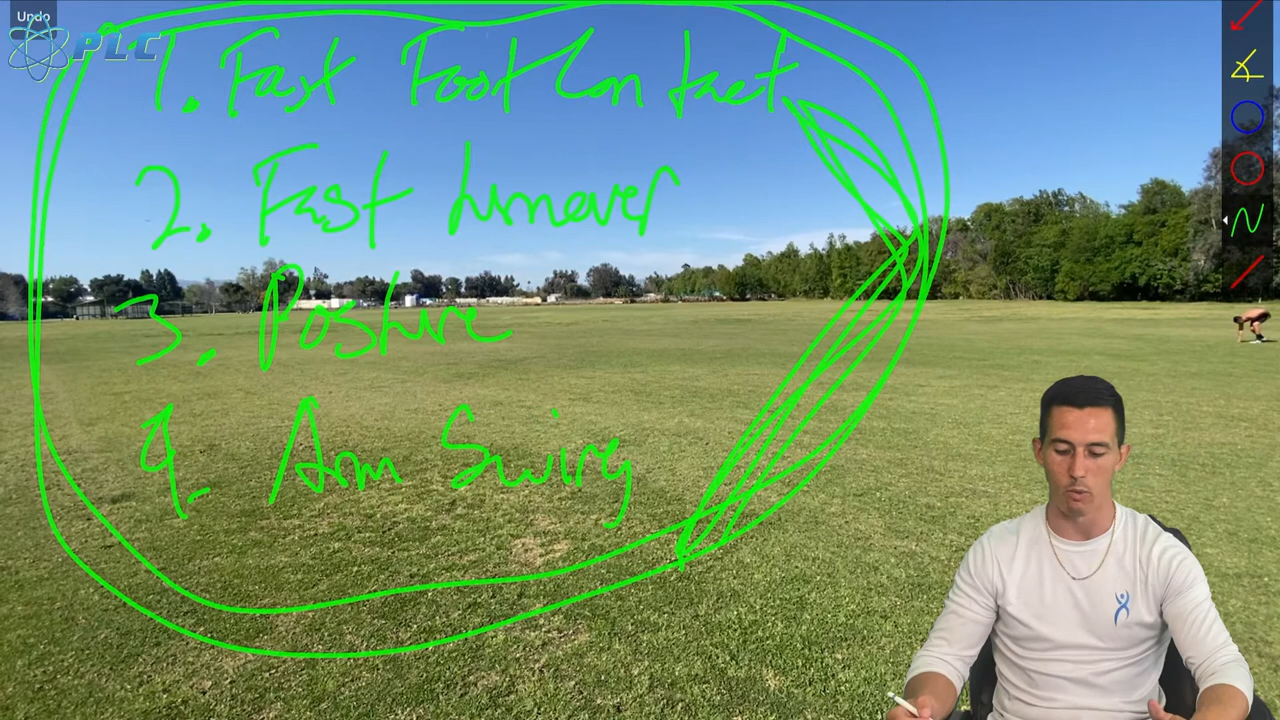 Undo
PLC
1. Fast Foot Contact
2. Fast turnover
3. Posture
4. Arm Swing